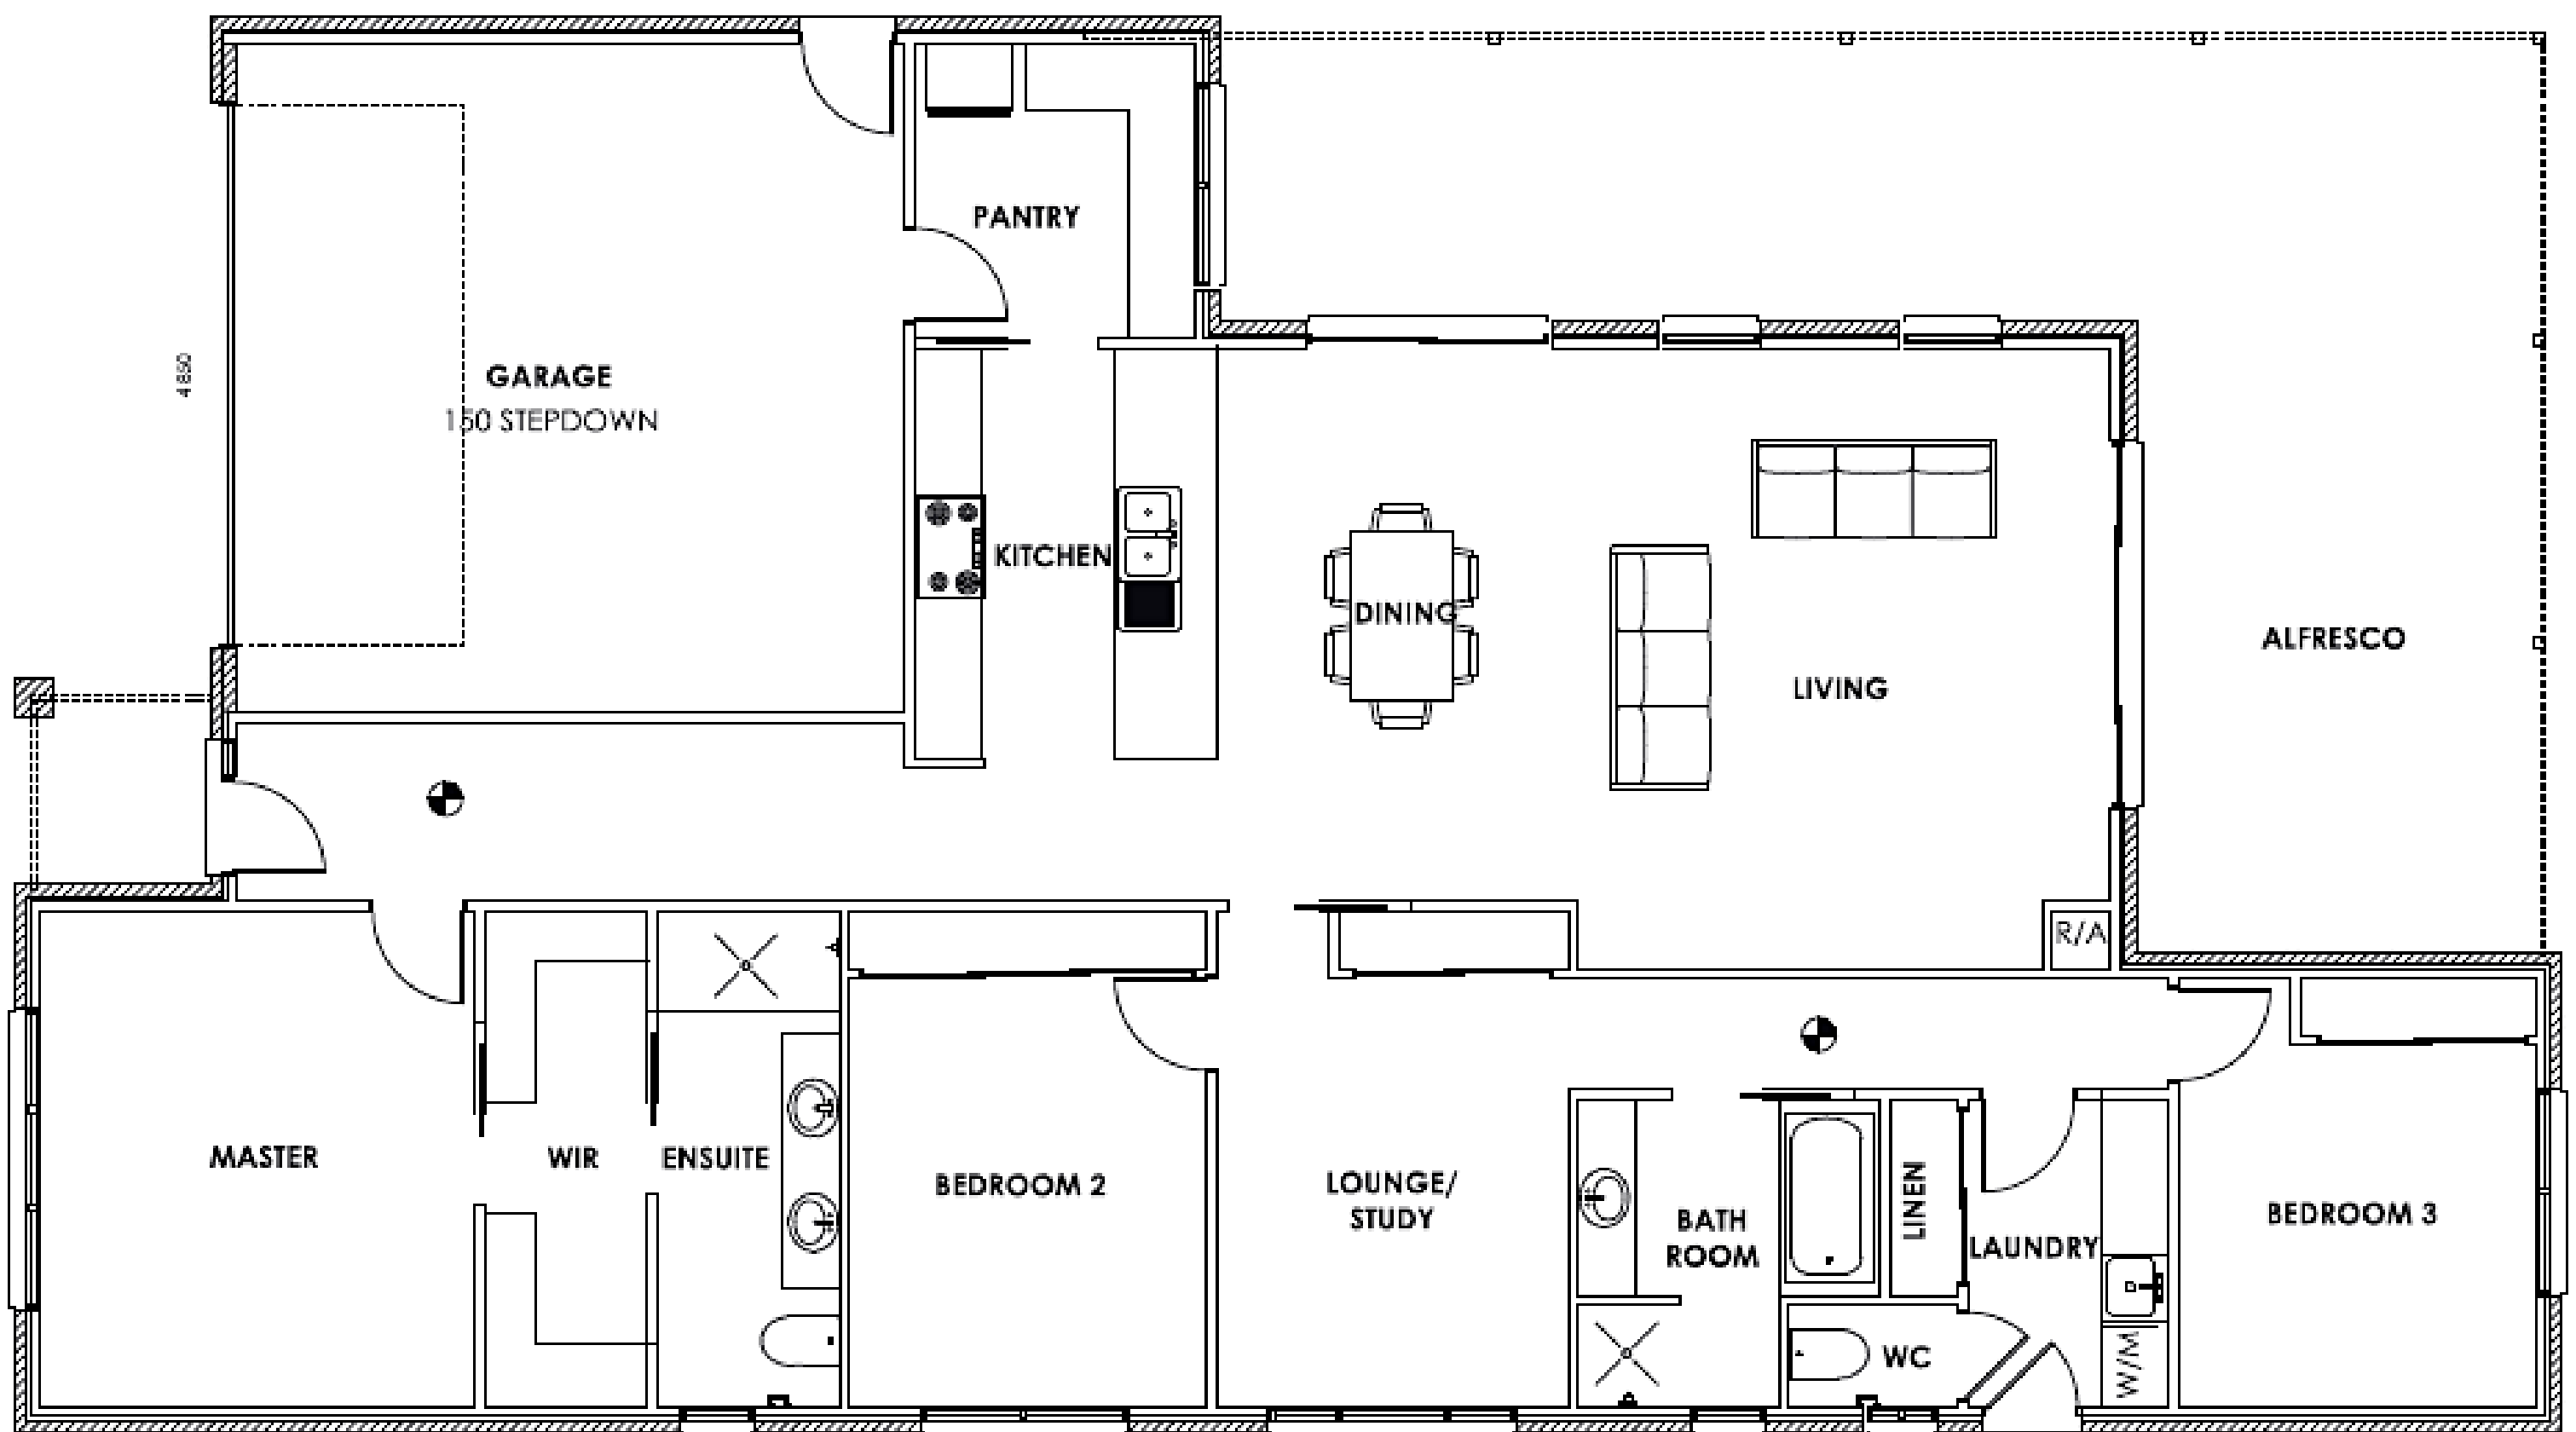 PANTRY
4850
GARAGE
150 STEPDOWN
KITCHEN
DINING
ALFRESCO
LIVING
R/A
MASTER
WIR
ENSUITE
BEDROOM 2
LOUNGE/
STUDY
BATH
ROOM
LINEN
LAUNDRY
BEDROOM 3
WC
W/M